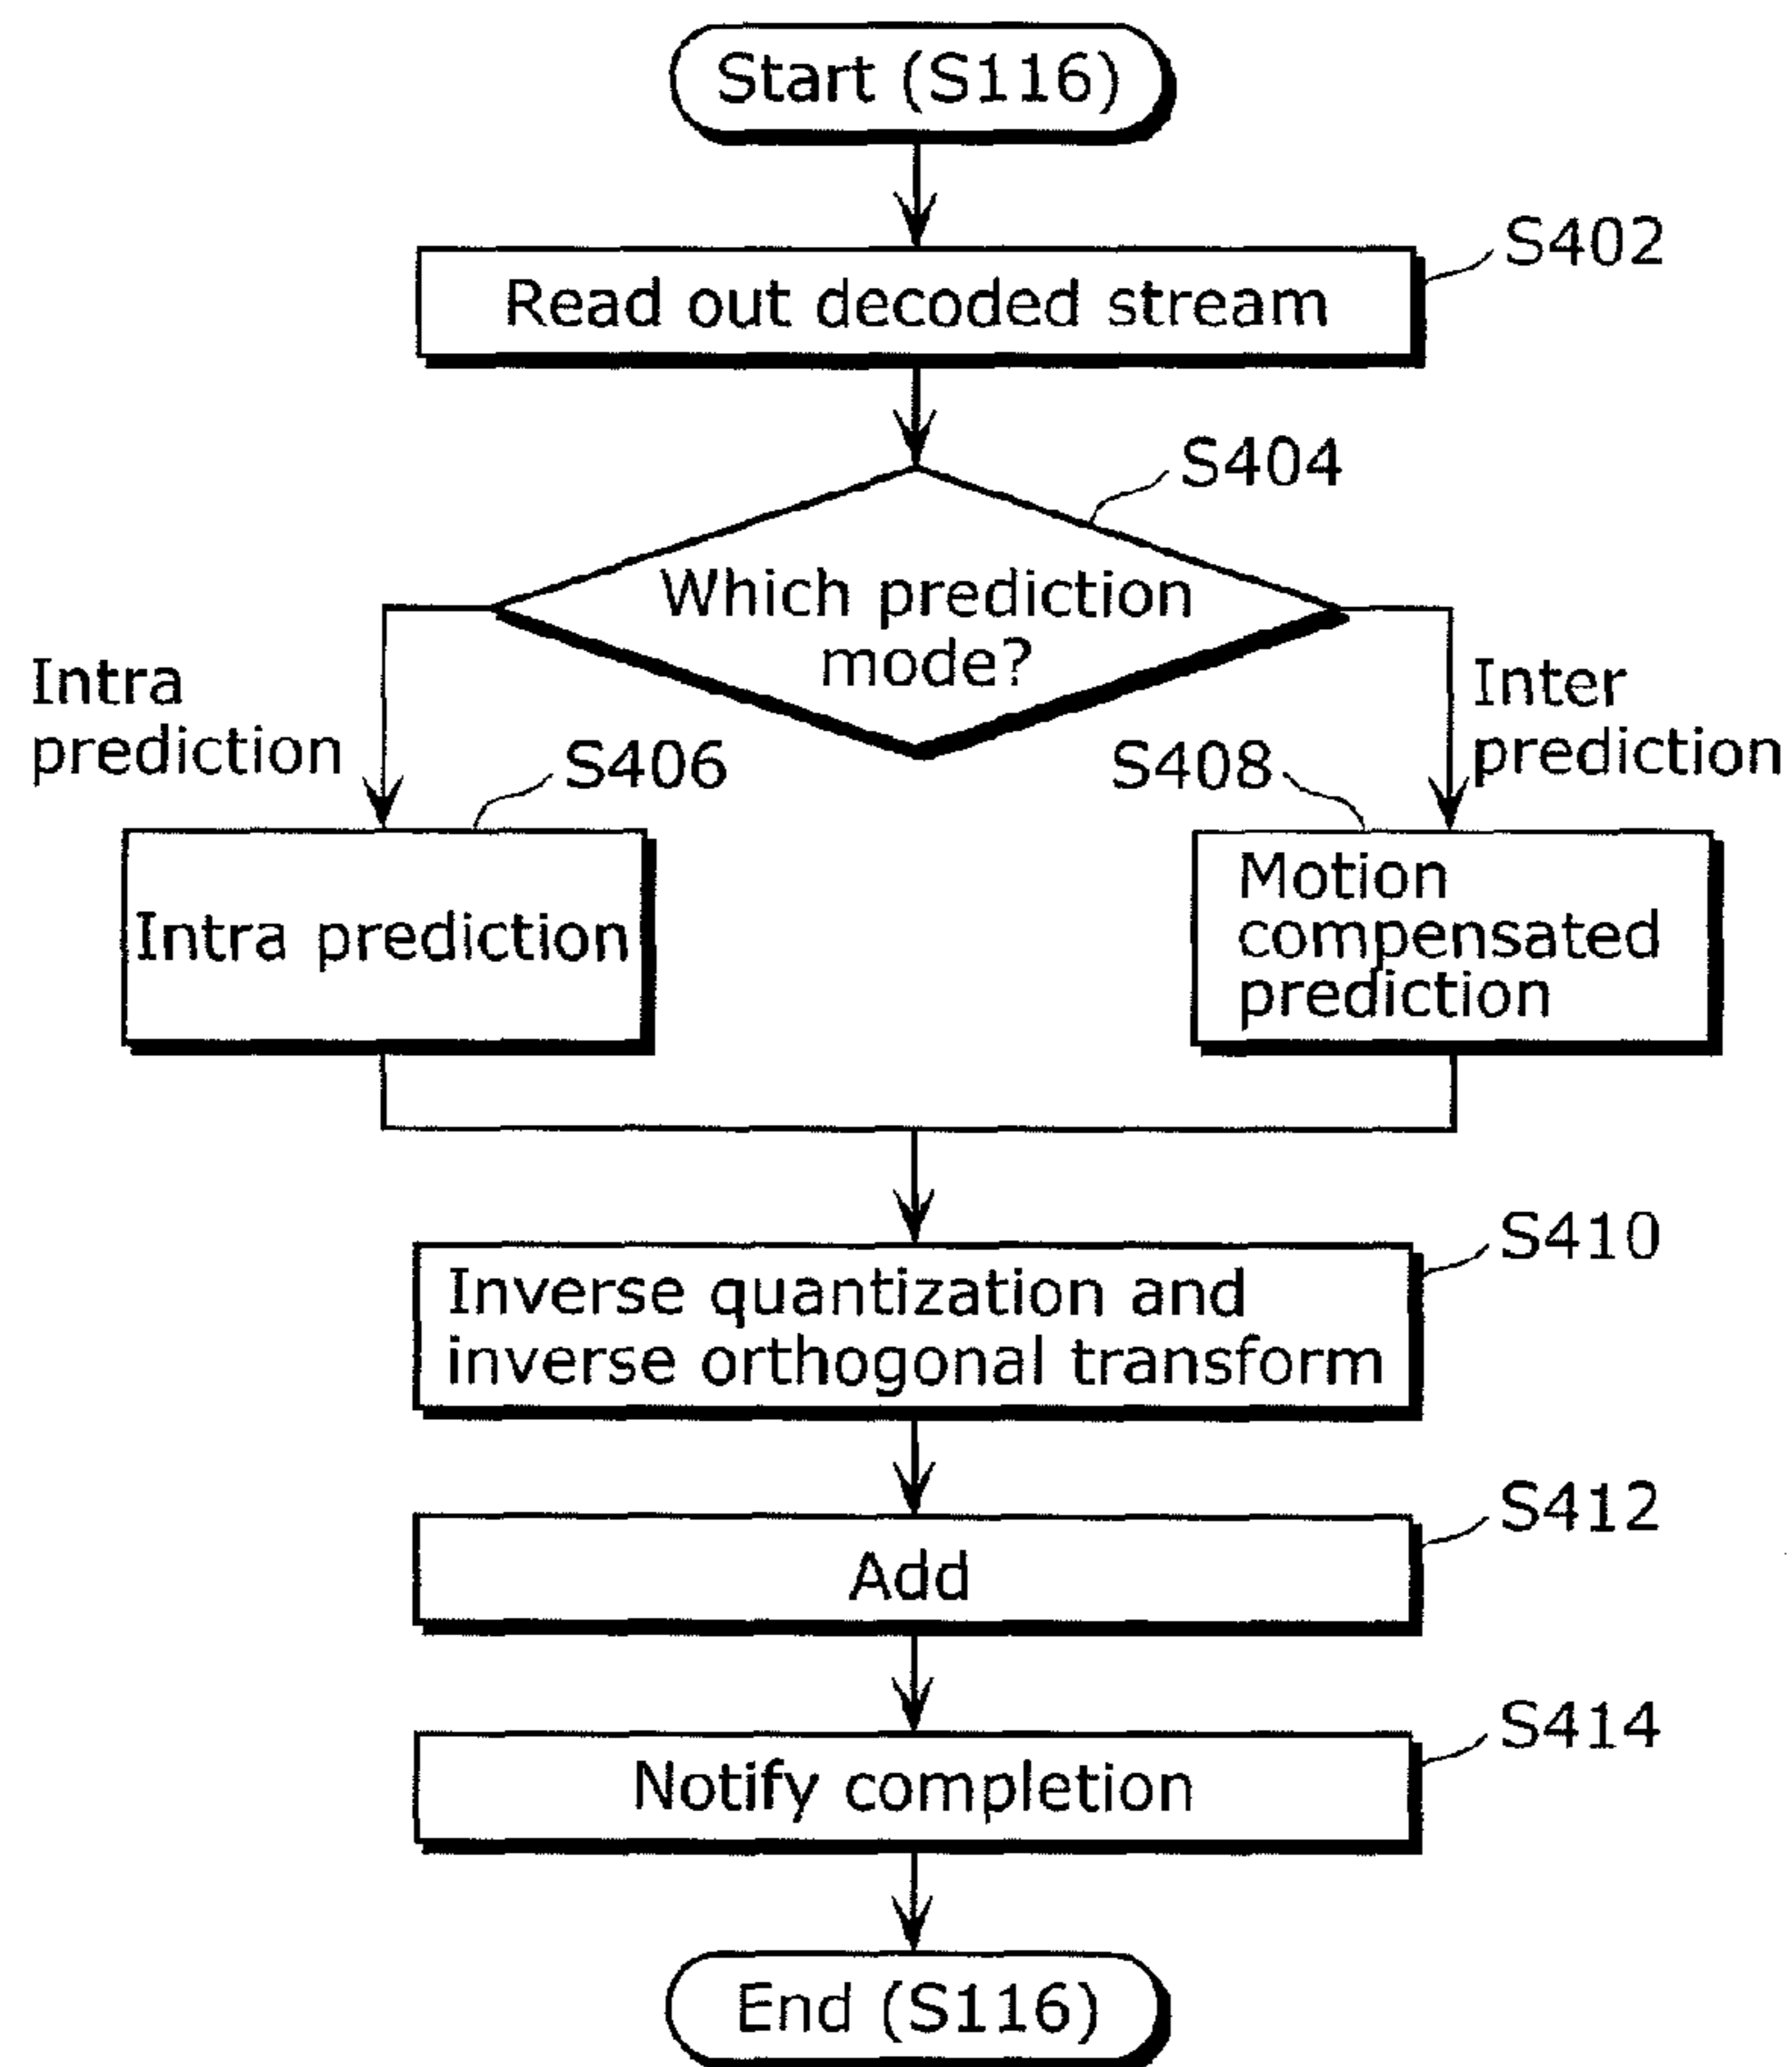 Start (S116)
S402
Read out decoded stream
S404
Which prediction
mode?
Intra
prediction
Inter
prediction
S406
S408
Intra prediction
Motion
compensated
prediction
S410
Inverse quantization and
inverse orthogonal transform
S412
Add
S414
Notify completion
End (S116)